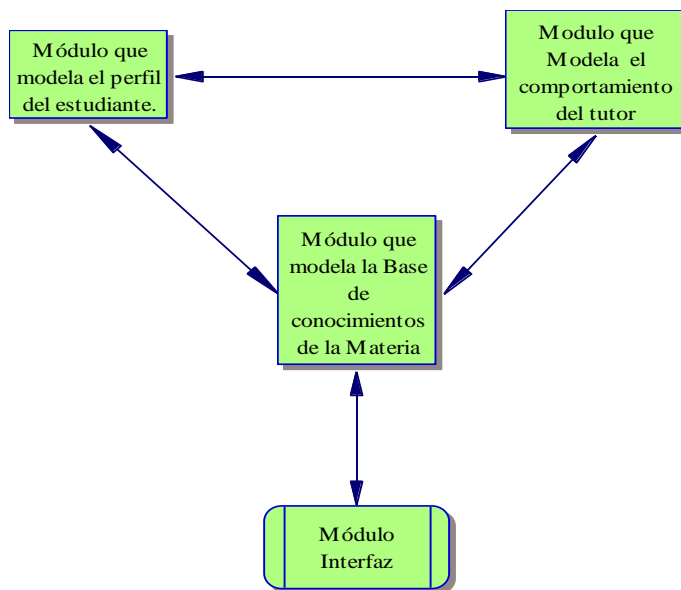 Módulo que
modela el perfil
del estudiante.
Modulo que
Modela el
comportamiento
del tutor
Módulo que
modela la Base
de
conocimientos
de la Materia
Módulo
Interfaz